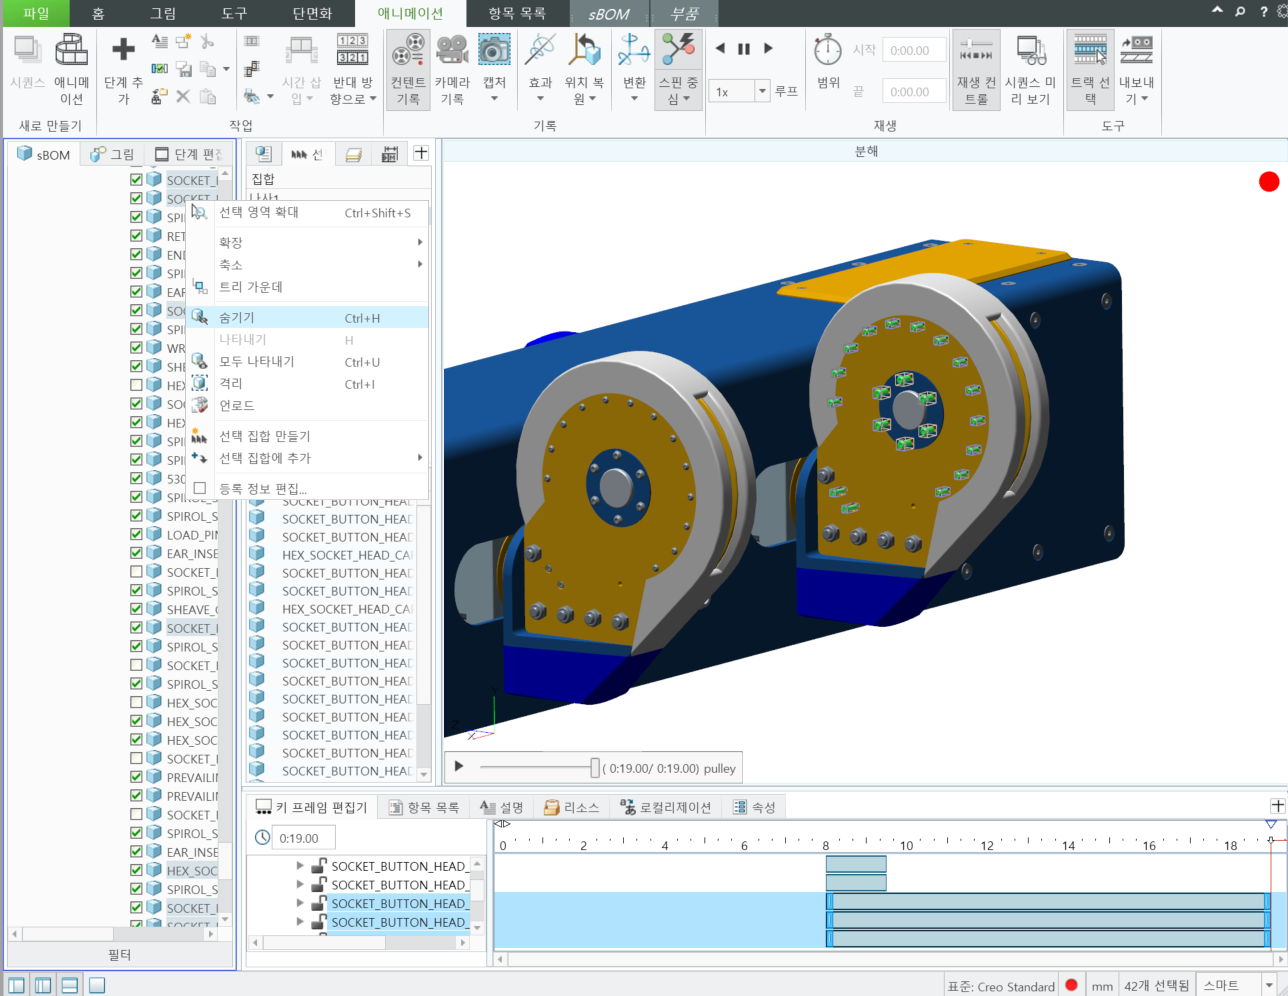 파일 홈 그림 도구 단면화 애니메이션 항목 목록 sBOM 부품
시퀀스
애니메이션
새로 만들기
단계 추가
시간 삽입
반대 방향으로
작업
컨텐트 기록
카메라 기록
캡처
효과
위치 복원
변환
스핀 중심
기록
1x
루프
범위
시작 0:00.00
끝 0:00.00
재생 컨트롤
시퀀스 미리 보기
재생
트랙 선택
내보내기
도구
sBOM 그림 단계 편집
SOCKET_
SOCKET_
SPI
RET
END
SPI
EAR
SOC
SPI
WR
SHE
HEX
SOC
HEX
SPI
SPI
530
SPIROL_S
SPIROL_S
LOAD_PIN
EAR_INSE
SOCKET_
SPIROL_S
SHEAVE_
SOCKET_
SPIROL_S
SOCKET_
SPIROL_S
HEX_SOC
HEX_SOC
HEX_SOC
SOCKET_
PREVAILIN
PREVAILIN
SOCKET_
SPIROL_S
EAR_INSE
HEX_SOC
SPIROL_S
SOCKET_
SOCKET_
필터
선
집합
나사1
선택 영역 확대 Ctrl+Shift+S
확장
축소
트리 가운데
숨기기 Ctrl+H
나타내기 H
모두 나타내기 Ctrl+U
격리 Ctrl+I
언로드
선택 집합 만들기
선택 집합에 추가
등록 정보 편집...
SOCKET_BUTTON_HEAD
SOCKET_BUTTON_HEAD
SOCKET_BUTTON_HEAD
HEX_SOCKET_HEAD_CA
SOCKET_BUTTON_HEAD
SOCKET_BUTTON_HEAD
HEX_SOCKET_HEAD_CA
SOCKET_BUTTON_HEAD
SOCKET_BUTTON_HEAD
SOCKET_BUTTON_HEAD
SOCKET_BUTTON_HEAD
SOCKET_BUTTON_HEAD
SOCKET_BUTTON_HEAD
SOCKET_BUTTON_HEAD
SOCKET_BUTTON_HEAD
SOCKET_BUTTON_HEAD
분해
Y
Z
X
( 0:19.00/ 0:19.00) pulley
키 프레임 편집기 항목 목록 설명 리소스 로컬리제이션 속성
0:19.00
0 2 4 6 8 10 12 14 16 18
SOCKET_BUTTON_HEAD_
SOCKET_BUTTON_HEAD_
SOCKET_BUTTON_HEAD_
SOCKET_BUTTON_HEAD_
표준: Creo Standard mm 42개 선택됨 스마트